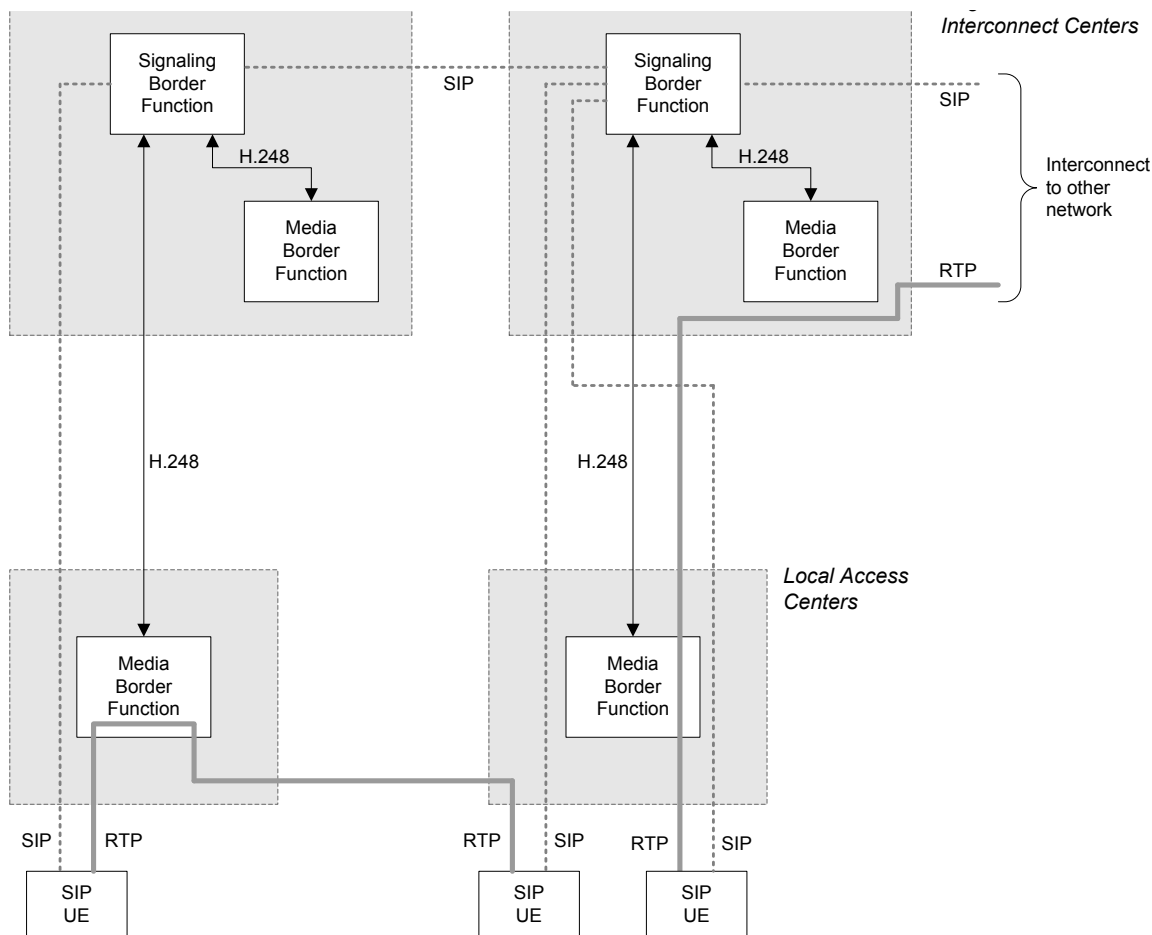 Interconnect Centers
Signaling
Border
Function
SIP
Signaling
Border
Function
SIP
H.248
H.248
Interconnect
to other
network
Media
Border
Function
Media
Border
Function
RTP
H.248
H.248
Local Access
Centers
Media
Border
Function
Media
Border
Function
SIP
RTP
RTP
SIP
RTP
SIP
SIP
UE
SIP
UE
SIP
UE